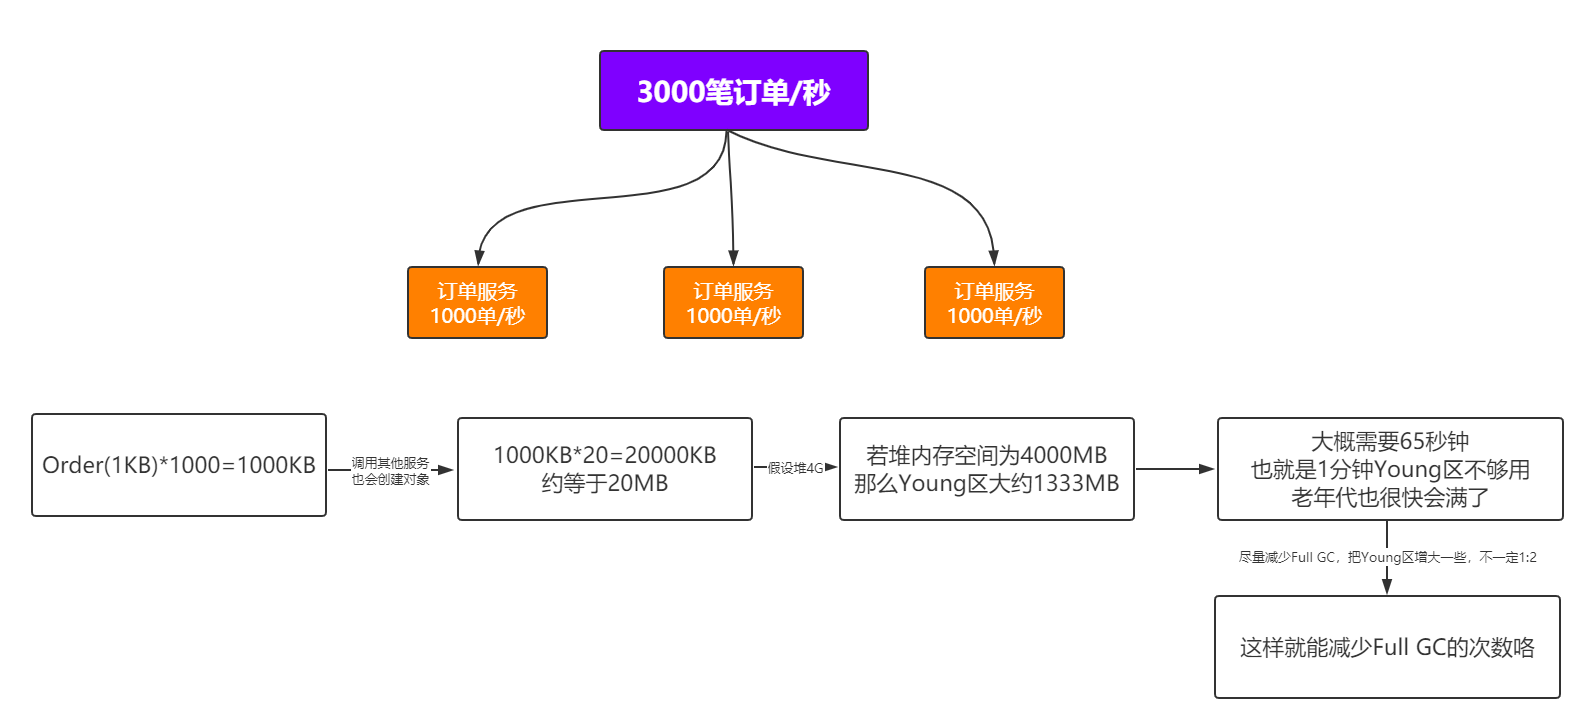 3000笔订单/秒
订单服务
1000单/秒
订单服务
1000单/秒
订单服务
1000单/秒
Order(1KB)*1000=1000KB
调用其他服务
也会创建对象
1000KB*20=20000KB
约等于20MB
假设堆4G
若堆内存空间为4000MB
那么Young区大约1333MB
大概需要65秒钟
也就是1分钟Young区不够用
老年代也很快会满了
尽量减少Full GC，把Young区增大一些，不一定1:2
这样就能减少Full GC的次数咯